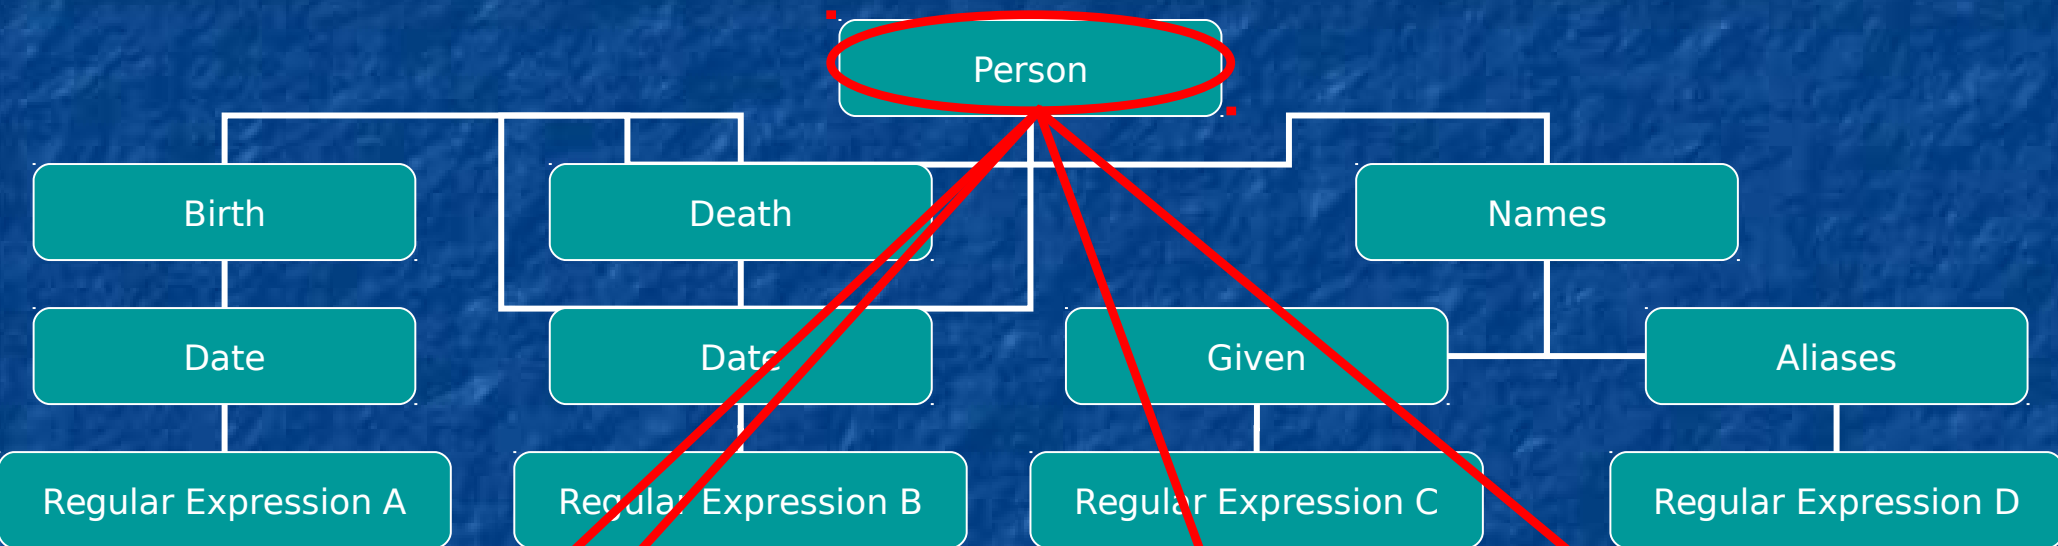 Person
Birth
Death
Names
Date
Date
Given
Aliases
Regular Expression A
Regular Expression B
Regular Expression C
Regular Expression D